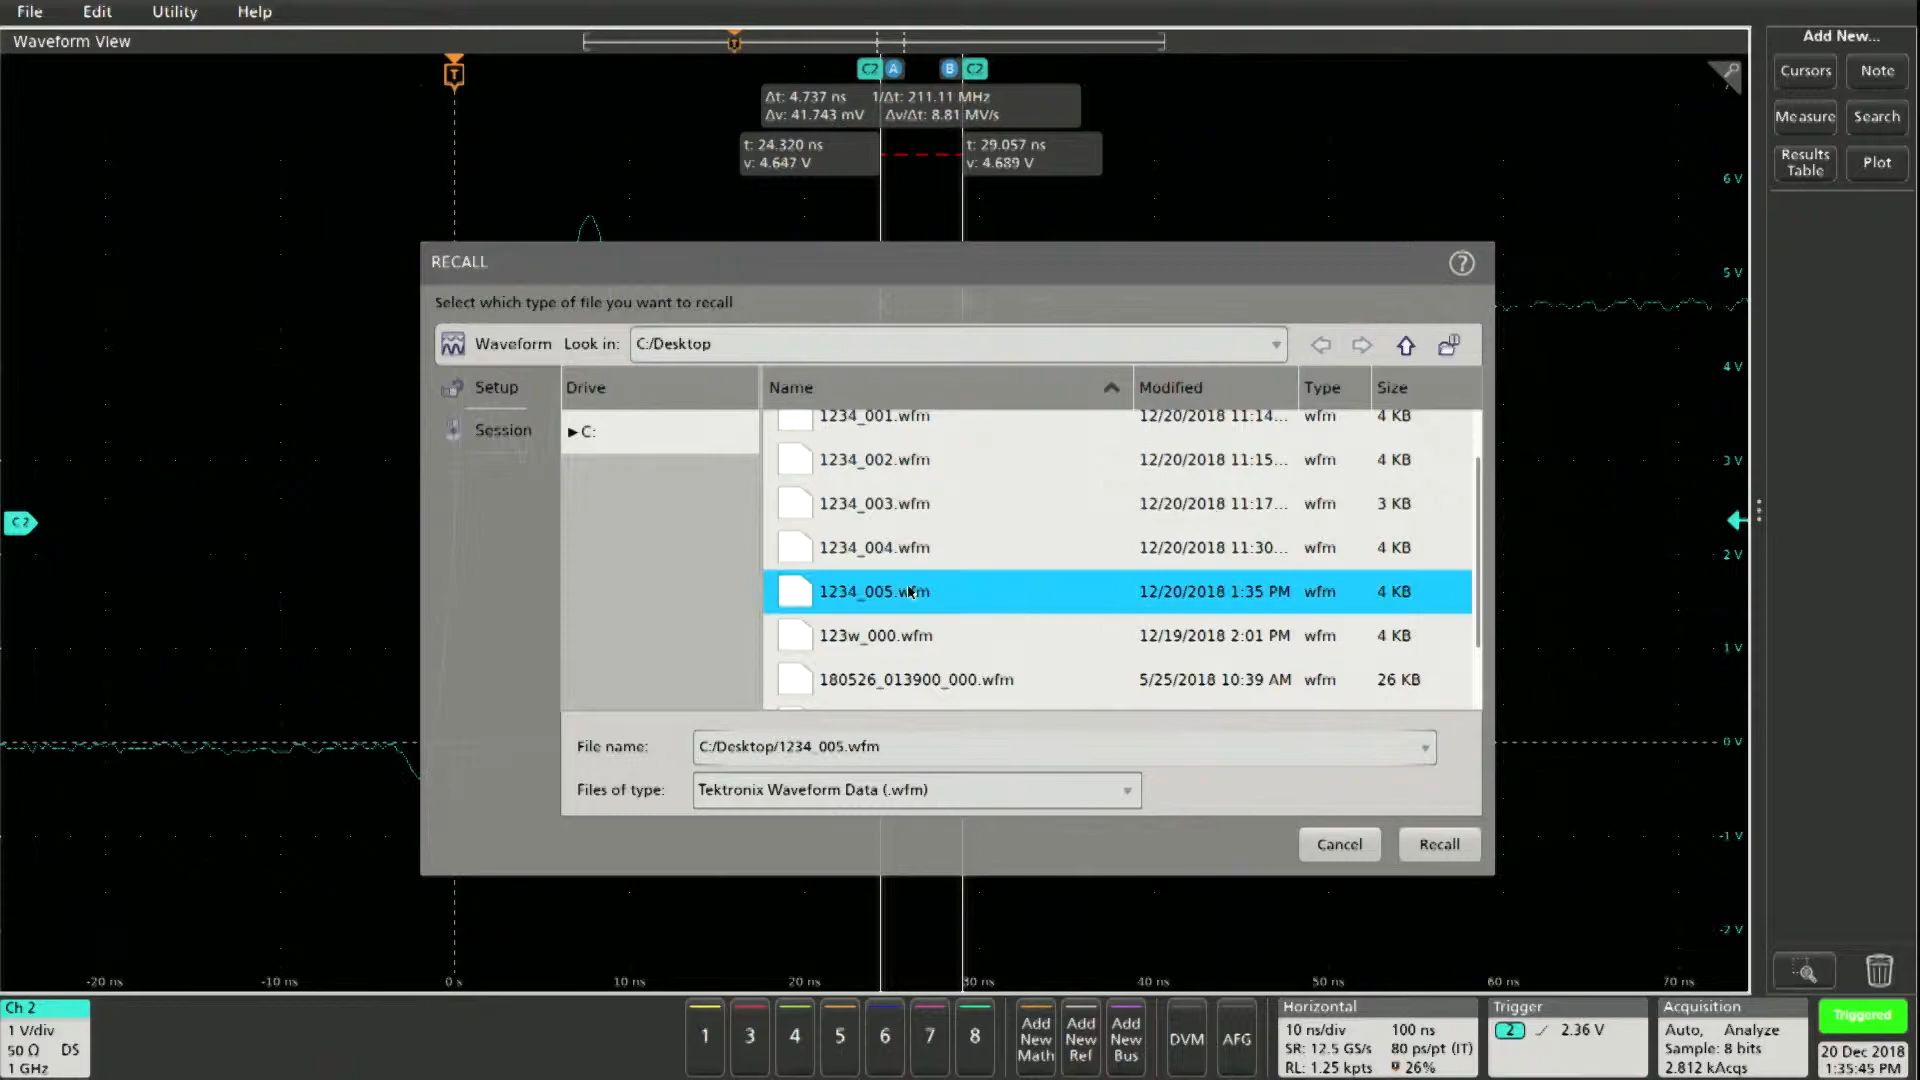 File Edit Utility Help
Waveform View
Add New...
T
T
C2 A B C2
Cursors Note
Δt: 4.737 ns 1/Δt: 211.11 MHz
Δv: 41.743 mV Δv/Δt: 8.81 MV/s
Measure Search
t: 24.320 ns
v: 4.647 V
t: 29.057 ns
v: 4.689 V
Results
Table
Plot
6 V
5 V
4 V
3 V
2 V
1 V
0 V
-1 V
-2 V
C2
RECALL
?
Select which type of file you want to recall
Waveform Look in: C:/Desktop
Setup
Session
Drive Name Modified Type Size
C:
1234_001.wfm 12/20/2018 11:14... wfm 4 KB
1234_002.wfm 12/20/2018 11:15... wfm 4 KB
1234_003.wfm 12/20/2018 11:17... wfm 3 KB
1234_004.wfm 12/20/2018 11:30... wfm 4 KB
1234_005.wfm 12/20/2018 1:35 PM wfm 4 KB
123w_000.wfm 12/19/2018 2:01 PM wfm 4 KB
180526_013900_000.wfm 5/25/2018 10:39 AM wfm 26 KB
File name: C:/Desktop/1234_005.wfm
Files of type: Tektronix Waveform Data (.wfm)
Cancel Recall
-20 ns -10 ns 0 s 10 ns 20 ns 30 ns 40 ns 50 ns 60 ns 70 ns
Ch 2
1 V/div
50 Ω DS
1 GHz
1 3 4 5 6 7 8
Add
New
Math
Add
New
Ref
Add
New
Bus
DVM AFG
Horizontal
10 ns/div 100 ns
SR: 12.5 GS/s 80 ps/pt (IT)
RL: 1.25 kpts 26%
Trigger
2 2.36 V
Acquisition
Auto, Analyze
Sample: 8 bits
2.812 kAcqs
Triggered
20 Dec 2018
1:35:45 PM